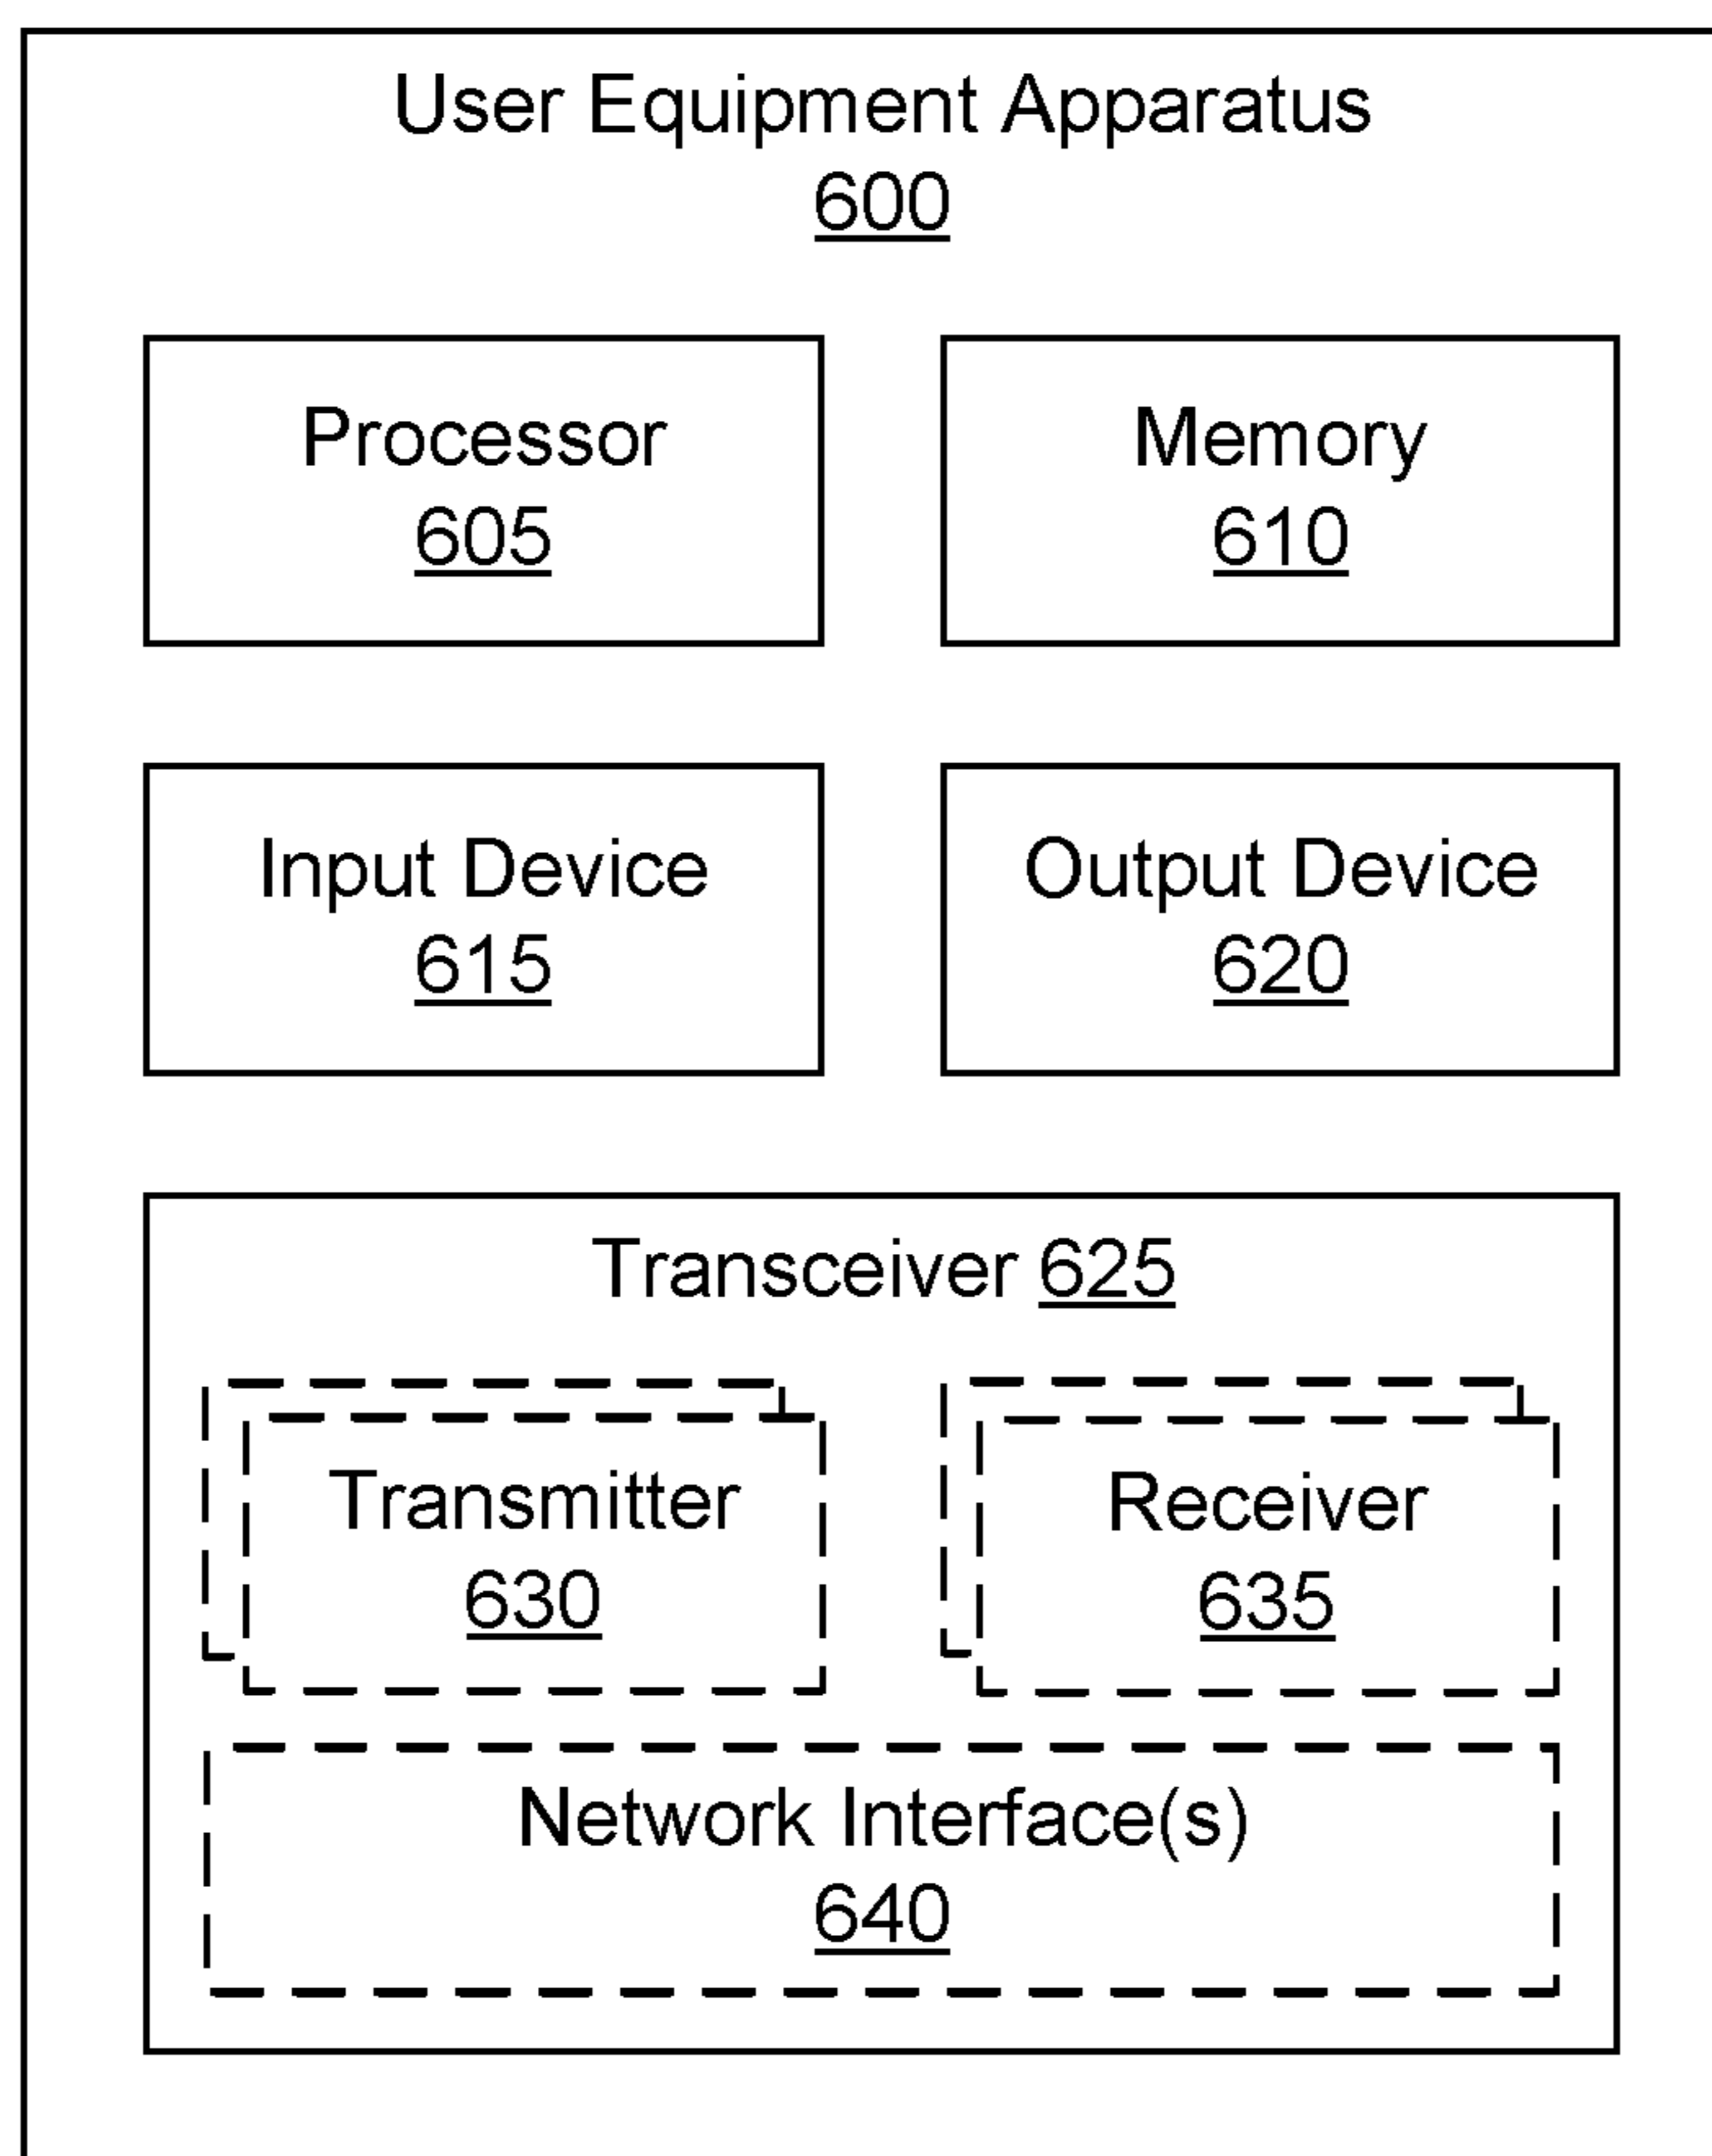 User Equipment Apparatus
600
Processor
605
Memory
610
Input Device
615
Output Device
620
Transceiver 625
Transmitter
630
Receiver
635
Network Interface(s)
640